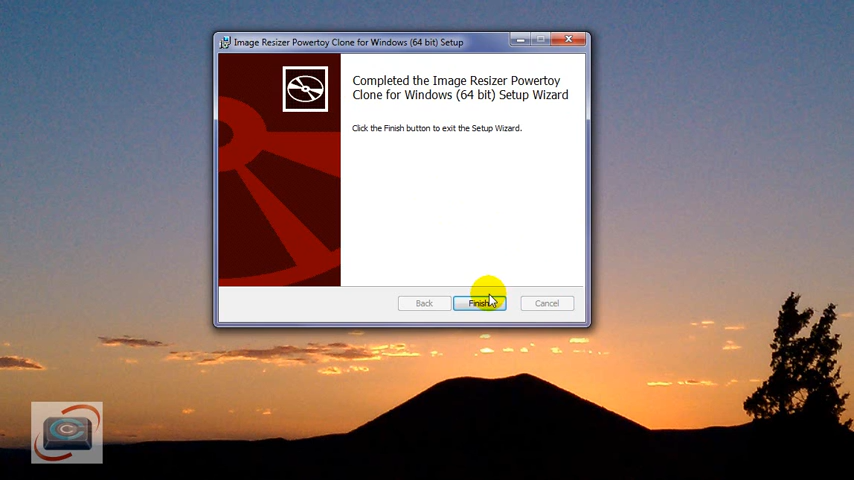 Image Resizer Powertoy Clone for Windows (64 bit) Setup
Completed the Image Resizer Powertoy
Clone for Windows (64 bit) Setup Wizard
Click the Finish button to exit the Setup Wizard.
Back
Finish
Cancel